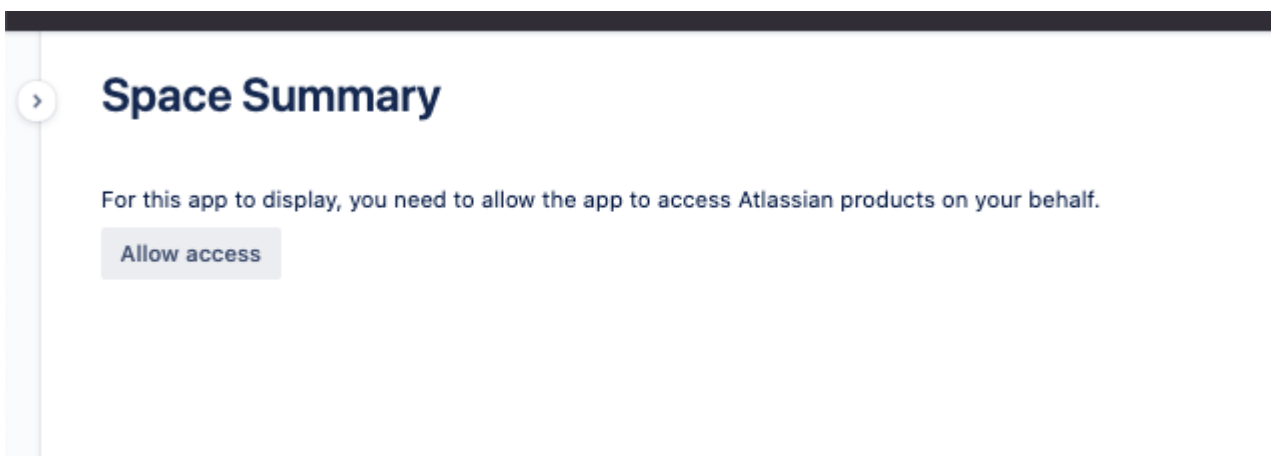 Space Summary
For this app to display, you need to allow the app to access Atlassian products on your behalf.
Allow access